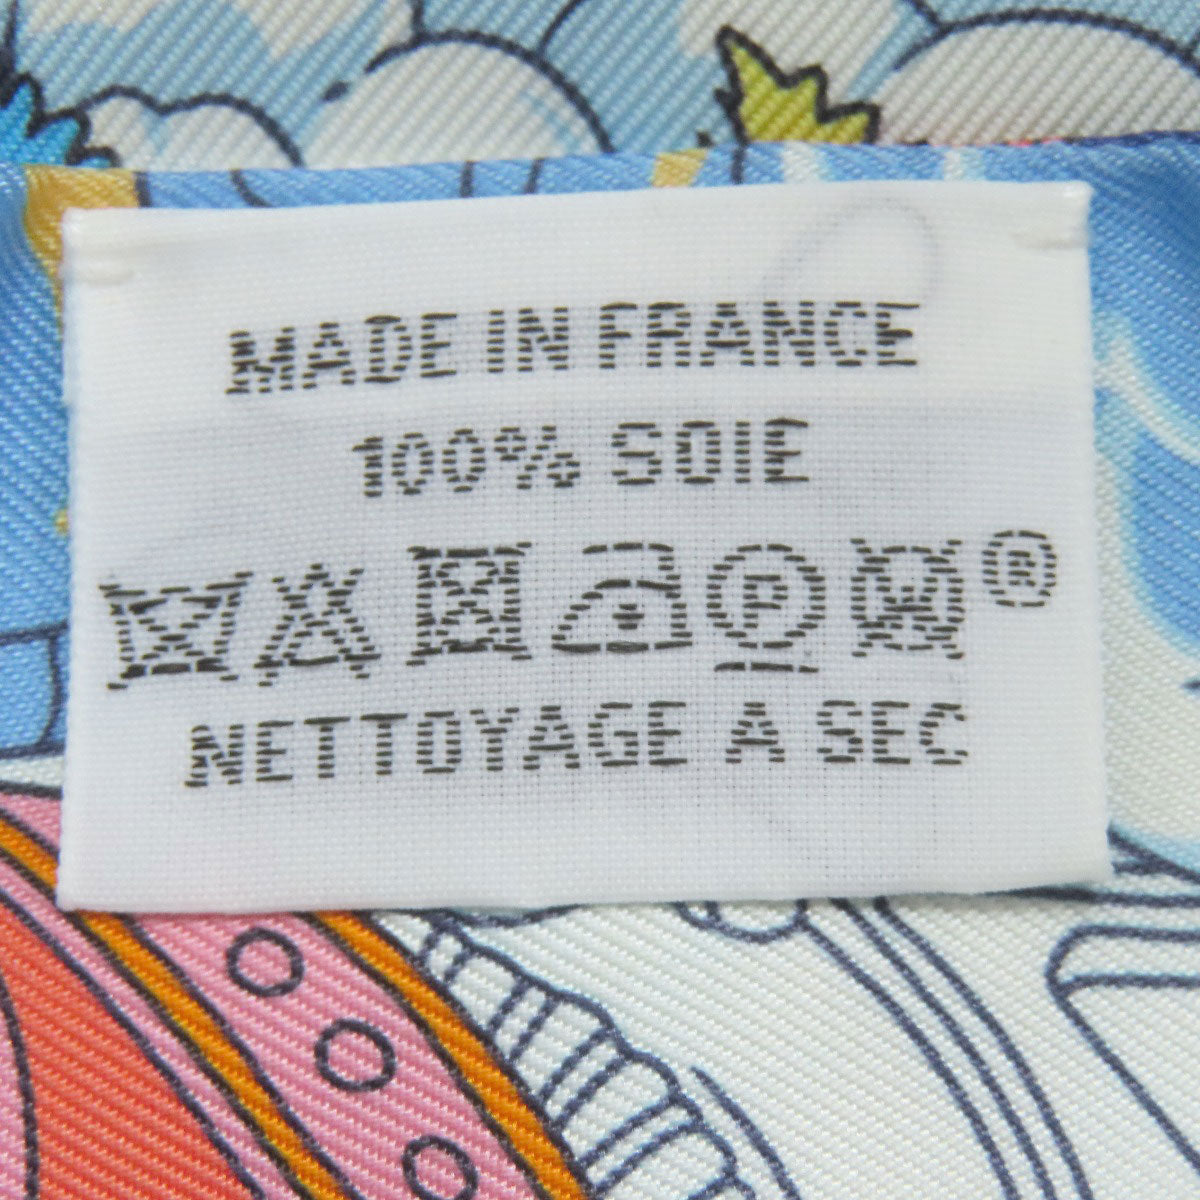 MADE IN FRANCE
100% SOIE
P W ®
NETTOYAGE A SEC